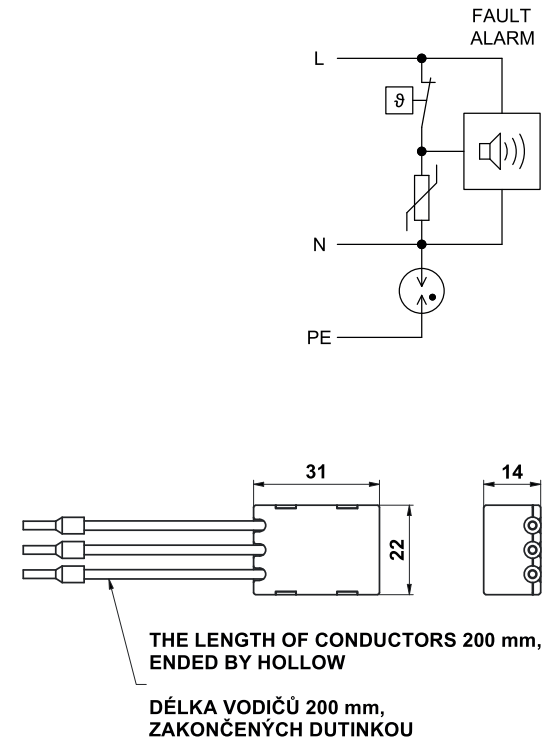 FAULT
ALARM
L
ϑ
N
PE
31
14
22
THE LENGTH OF CONDUCTORS 200 mm,
ENDED BY HOLLOW
DÉLKA VODIČŮ 200 mm,
ZAKONČENÝCH DUTINKOU